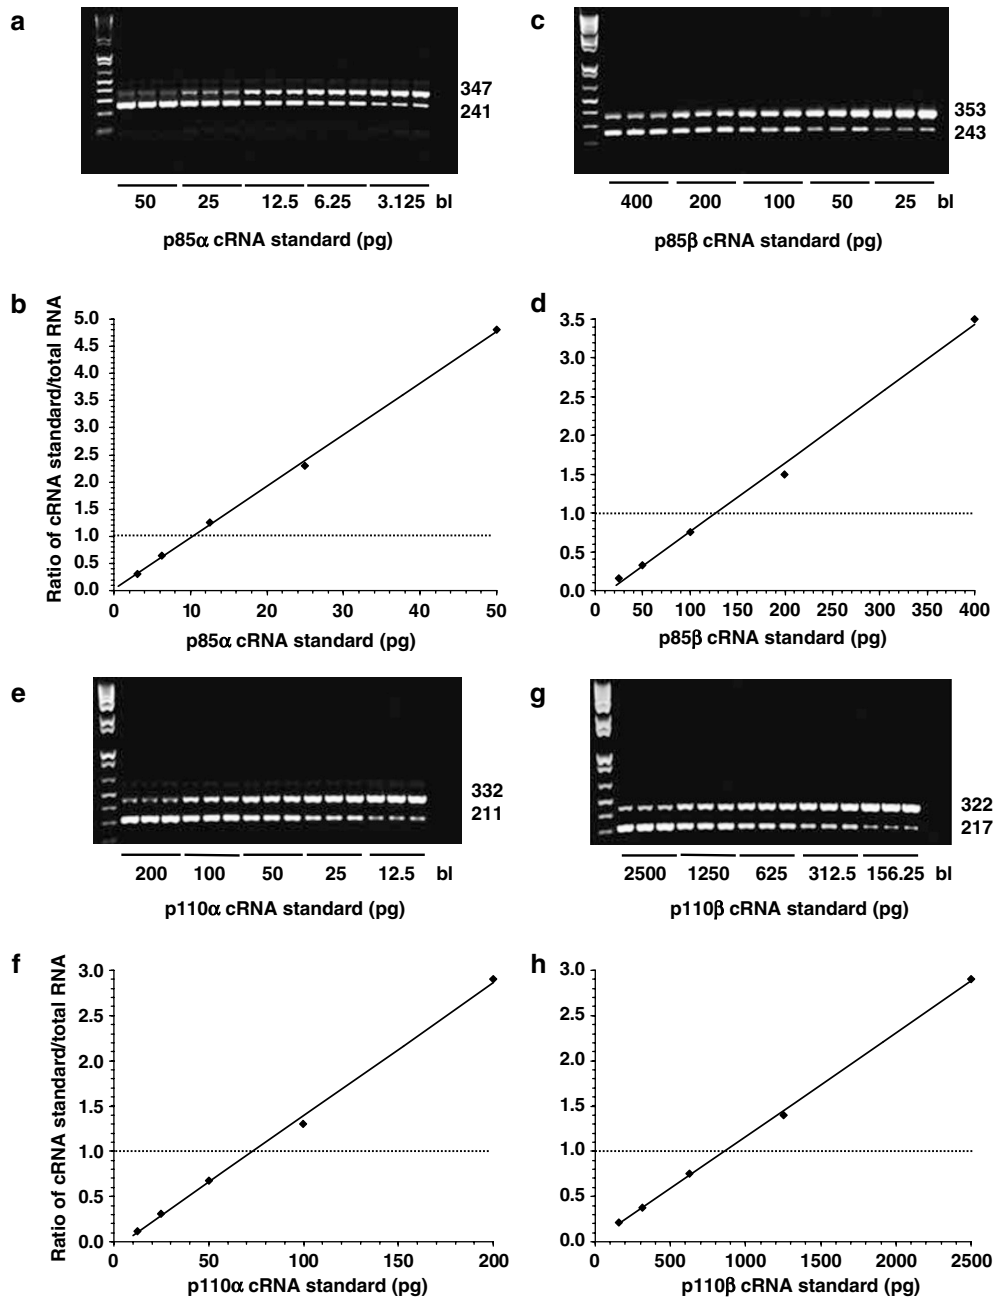 a
347
241
50 25 12.5 6.25 3.125 bl
p85α cRNA standard (pg)
c
353
243
400 200 100 50 25 bl
p85β cRNA standard (pg)
b
Ratio of cRNA standard/total RNA
5.0
4.5
4.0
3.5
3.0
2.5
2.0
1.5
1.0
0.5
0.0
0 10 20 30 40 50
p85α cRNA standard (pg)
d
3.5
3.0
2.5
2.0
1.5
1.0
0.5
0.0
0 50 100 150 200 250 300 350 400
p85β cRNA standard (pg)
e
332
211
200 100 50 25 12.5 bl
p110α cRNA standard (pg)
g
322
217
2500 1250 625 312.5 156.25 bl
p110β cRNA standard (pg)
f
Ratio of cRNA standard/total RNA
3.0
2.5
2.0
1.5
1.0
0.5
0.0
0 50 100 150 200
p110α cRNA standard (pg)
h
3.0
2.5
2.0
1.5
1.0
0.5
0.0
0 500 1000 1500 2000 2500
p110β cRNA standard (pg)